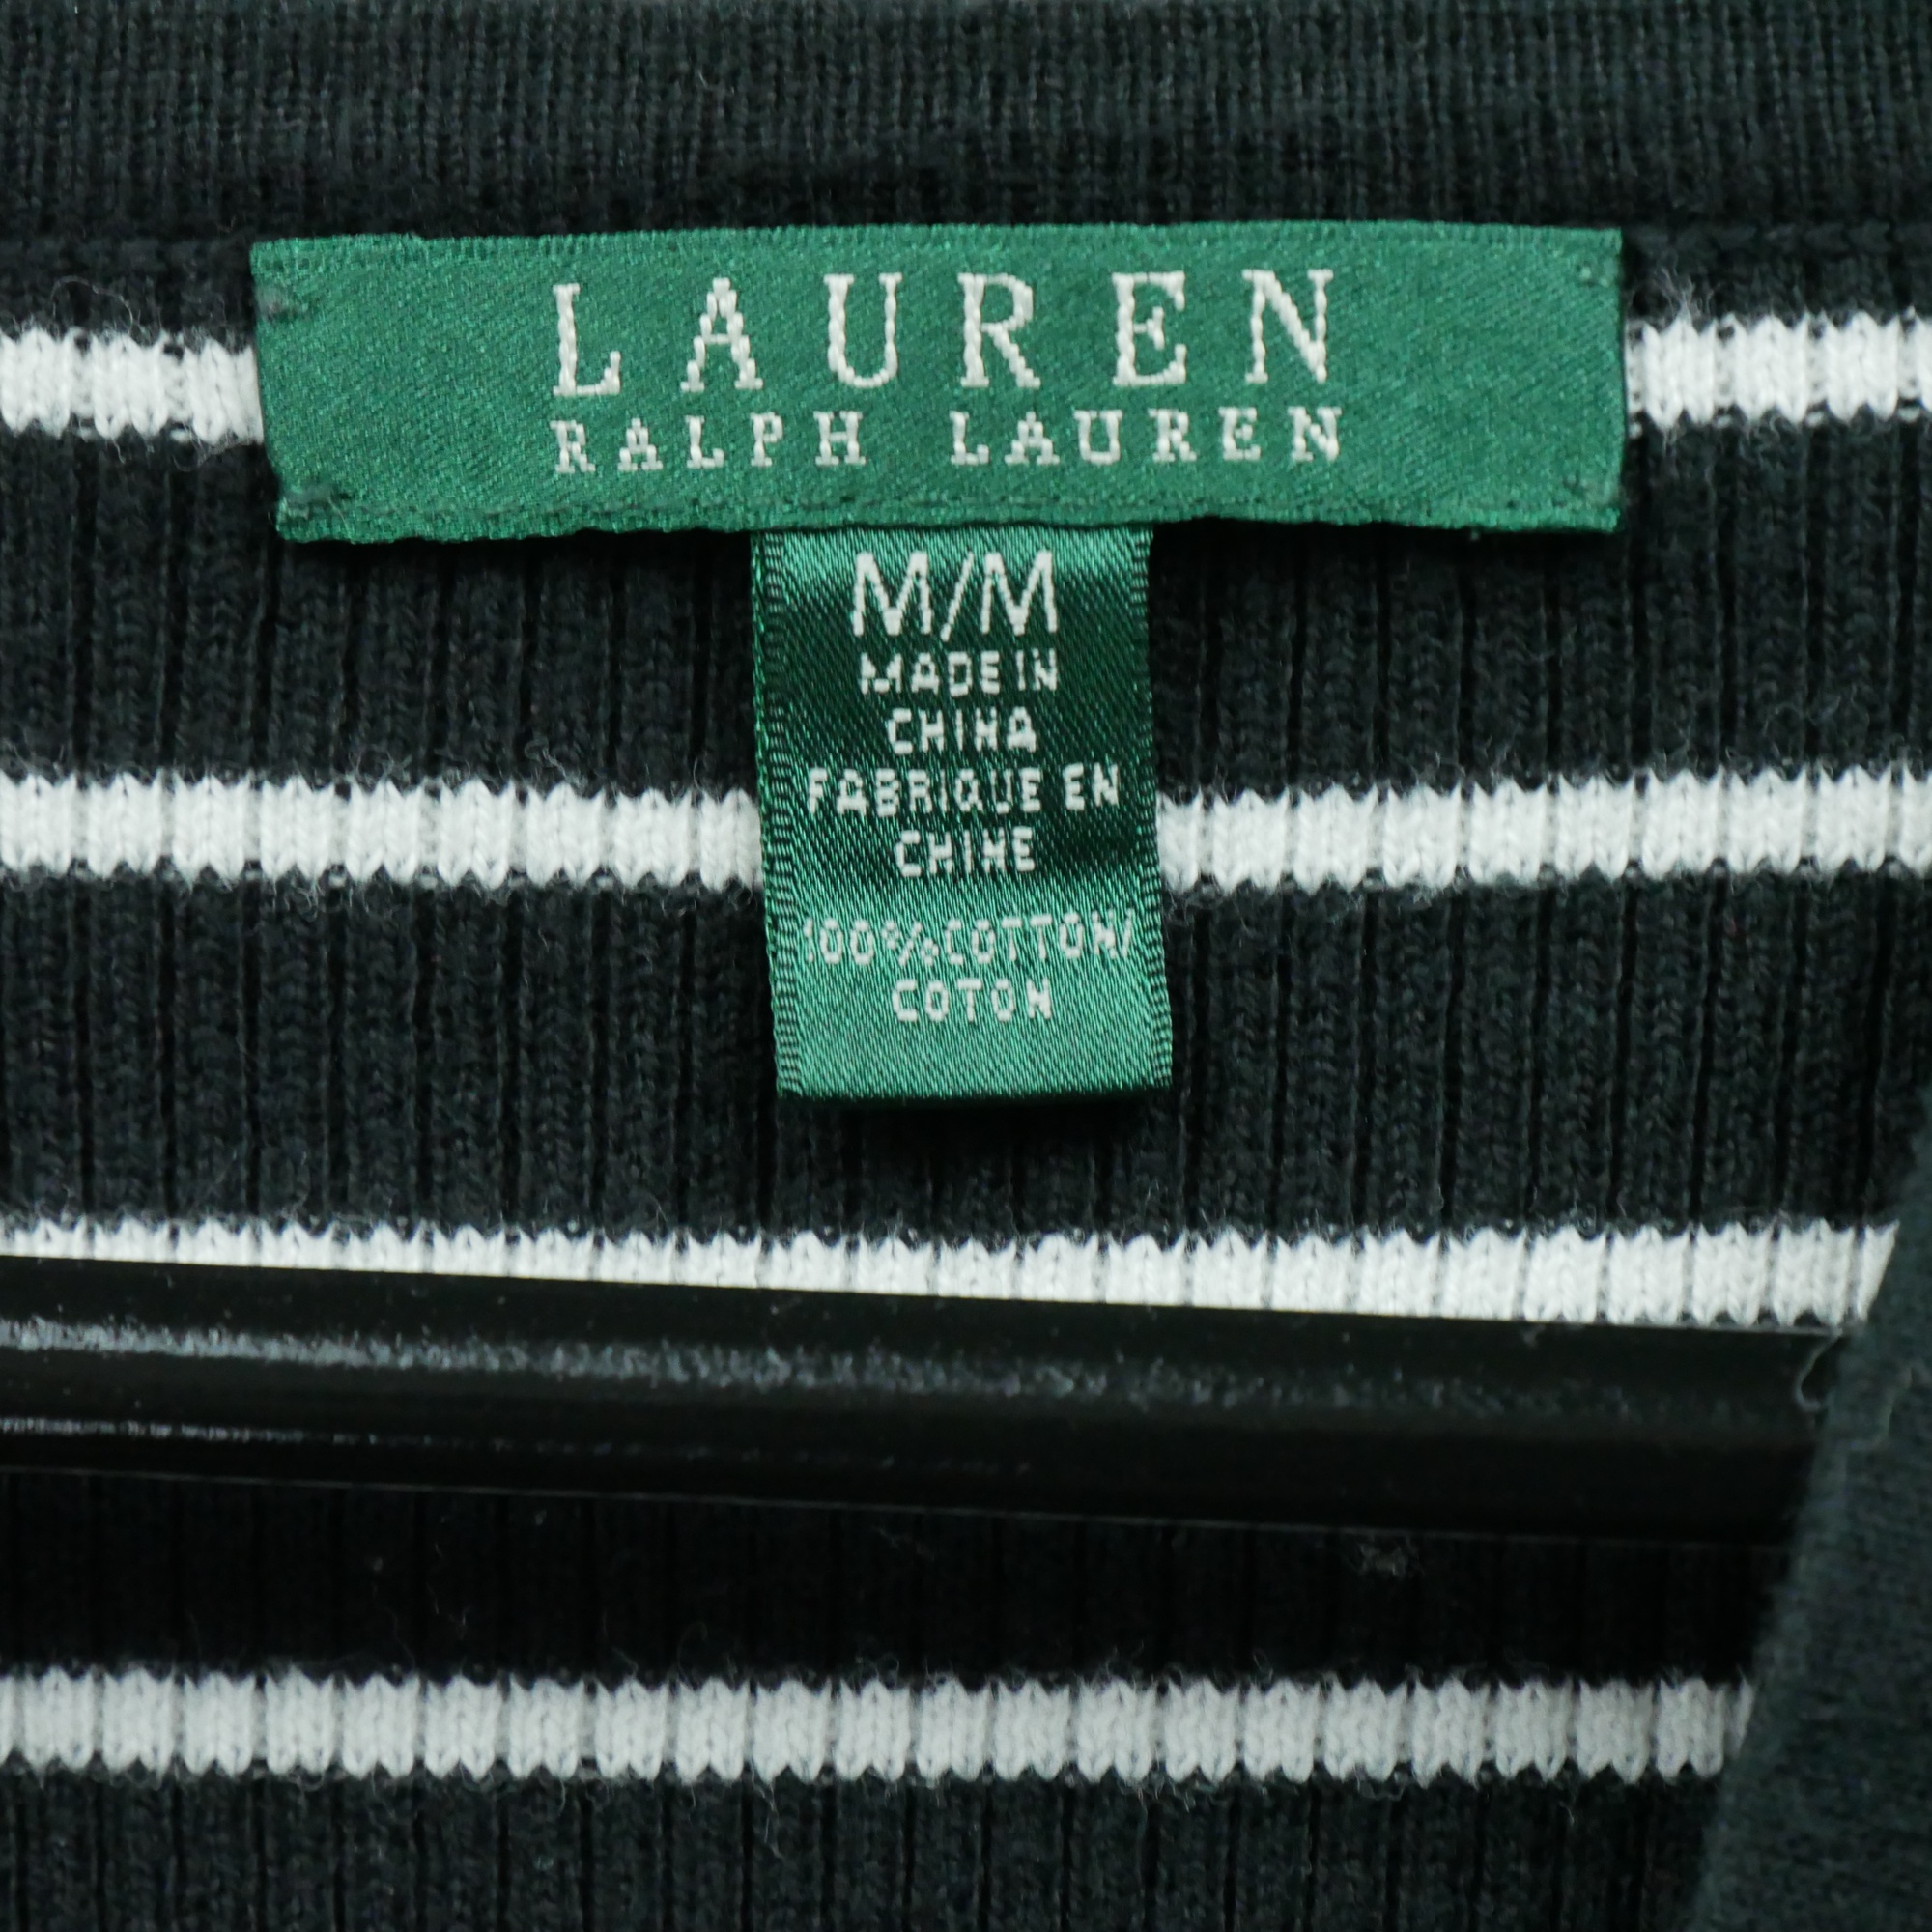 LAUREN
RALPH LAUREN
M/M
MADE IN
CHINA
FABRIQUE EN
CHINE
100% COTTON/
COTON